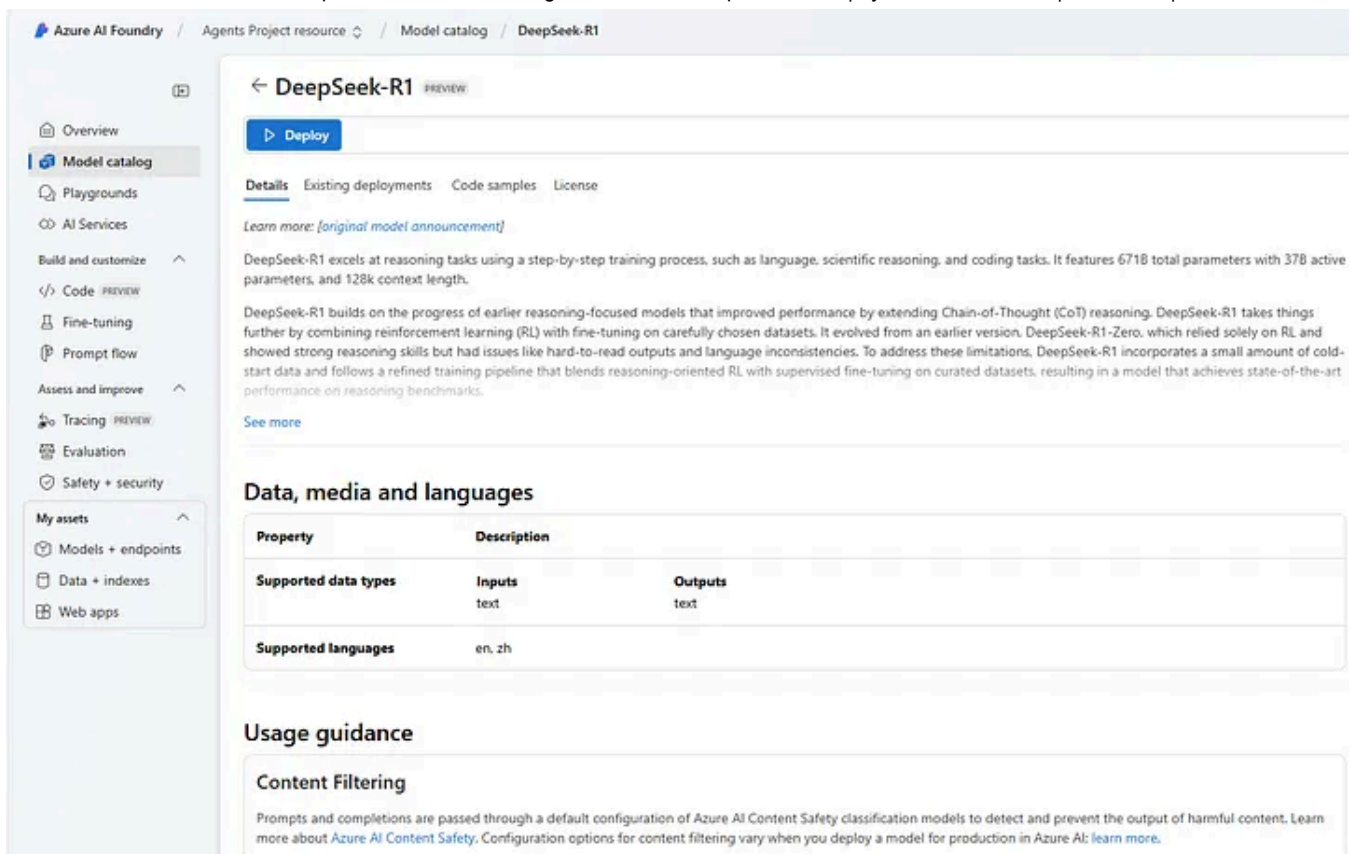 Azure AI Foundry / Agents Project resource / Model catalog / DeepSeek-R1
← DeepSeek-R1 PREVIEW
Deploy
Overview
Model catalog
Playgrounds
AI Services
Build and customize
Code PREVIEW
Fine-tuning
Prompt flow
Assess and improve
Tracing PREVIEW
Evaluation
Safety + security
My assets
Models + endpoints
Data + indexes
Web apps
Details Existing deployments Code samples License
Learn more: [original model announcement]
DeepSeek-R1 excels at reasoning tasks using a step-by-step training process, such as language, scientific reasoning, and coding tasks. It features 671B total parameters with 37B active
parameters, and 128k context length.
DeepSeek-R1 builds on the progress of earlier reasoning-focused models that improved performance by extending Chain-of-Thought (CoT) reasoning. DeepSeek-R1 takes things
further by combining reinforcement learning (RL) with fine-tuning on carefully chosen datasets. It evolved from an earlier version, DeepSeek-R1-Zero, which relied solely on RL and
showed strong reasoning skills but had issues like hard-to-read outputs and language inconsistencies. To address these limitations, DeepSeek-R1 incorporates a small amount of cold-
start data and follows a refined training pipeline that blends reasoning-oriented RL with supervised fine-tuning on curated datasets, resulting in a model that achieves state-of-the-art
performance on reasoning benchmarks.
See more
Data, media and languages
Property Description
Supported data types Inputs Outputs
text text
Supported languages en, zh
Usage guidance
Content Filtering
Prompts and completions are passed through a default configuration of Azure AI Content Safety classification models to detect and prevent the output of harmful content. Learn
more about Azure AI Content Safety. Configuration options for content filtering vary when you deploy a model for production in Azure AI; learn more.